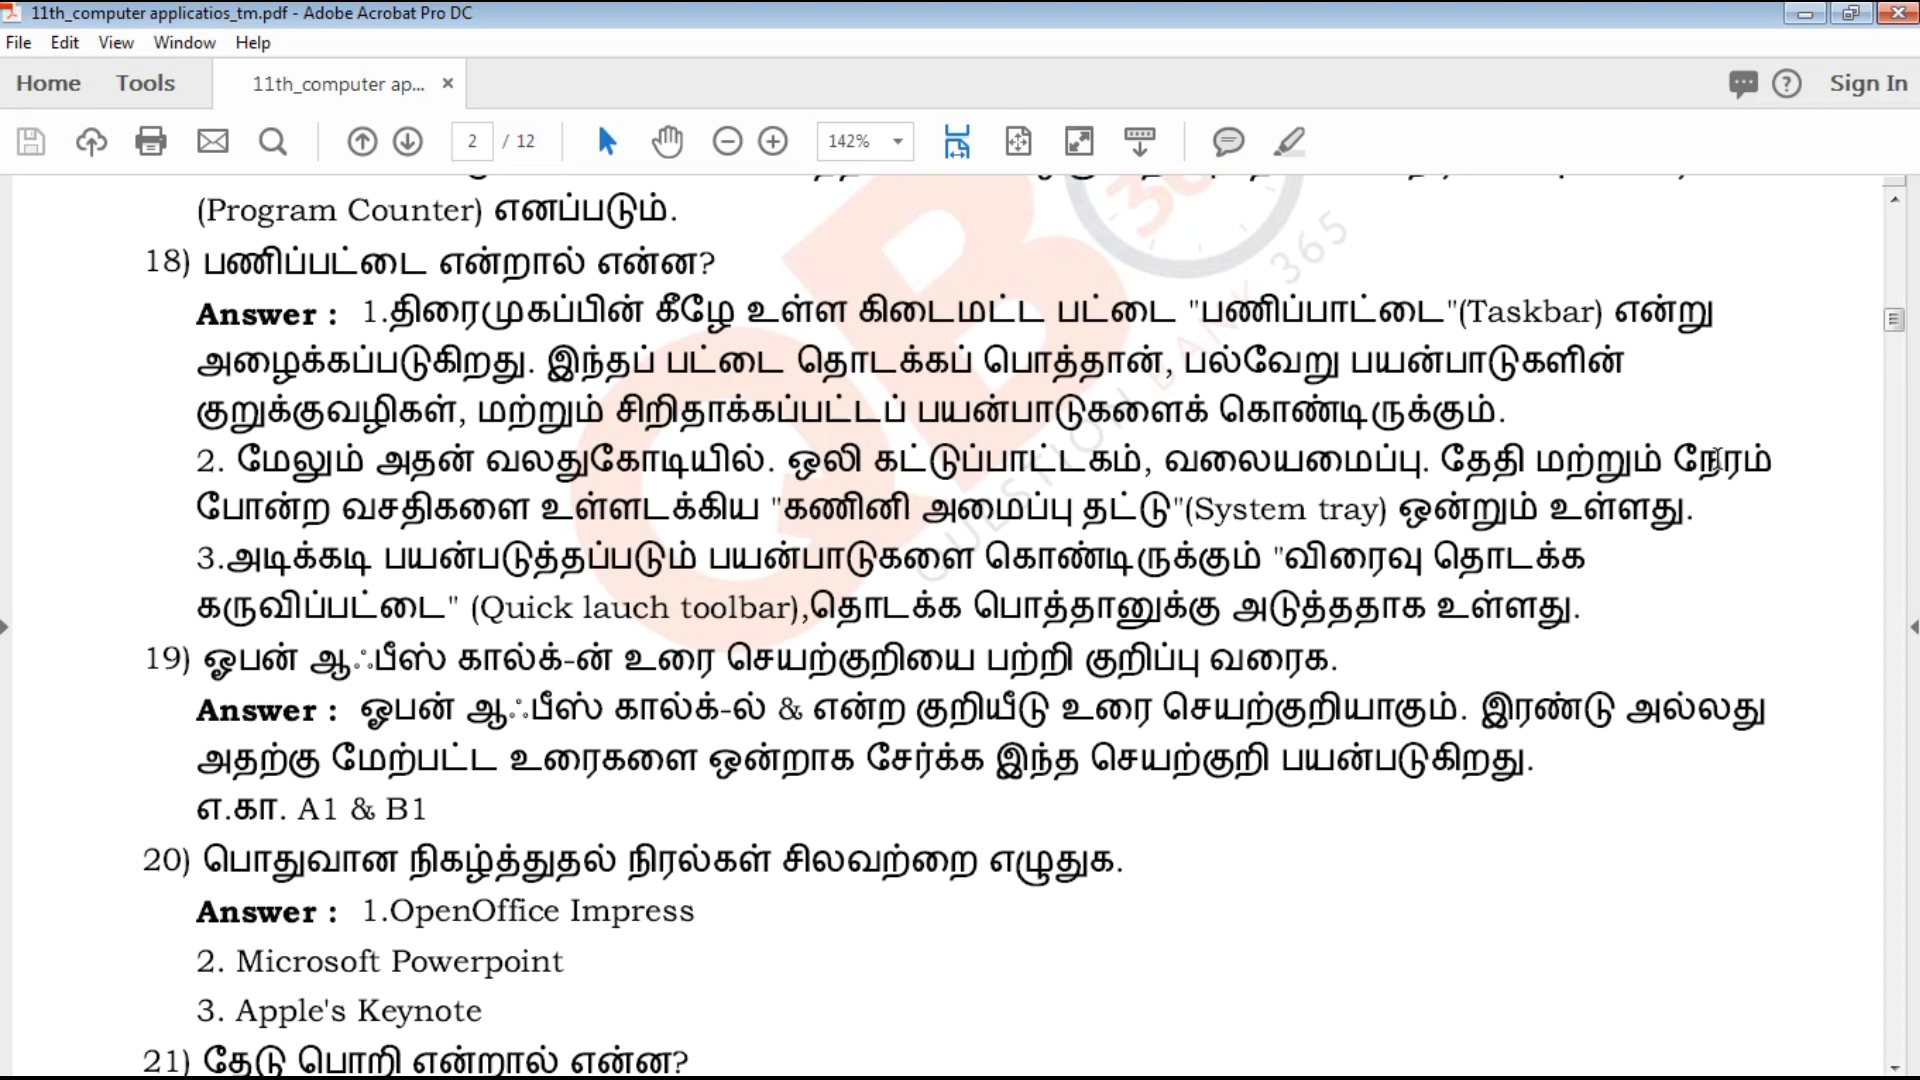 11th_computer applicatios_tm.pdf - Adobe Acrobat Pro DC
File Edit View Window Help
Home Tools 11th_computer ap... × Sign In
2 / 12 142%
(Program Counter) எனப்படும்.
18) பணிப்பட்டை என்றால் என்ன?
Answer : 1.திரைமுகப்பின் கீழே உள்ள கிடைமட்ட பட்டை "பணிப்பாட்டை"(Taskbar) என்று
அழைக்கப்படுகிறது. இந்தப் பட்டை தொடக்கப் பொத்தான், பல்வேறு பயன்பாடுகளின்
குறுக்குவழிகள், மற்றும் சிறிதாக்கப்பட்டப் பயன்பாடுகளைக் கொண்டிருக்கும்.
2. மேலும் அதன் வலதுகோடியில். ஒலி கட்டுப்பாட்டகம், வலையமைப்பு. தேதி மற்றும் நேரம்
போன்ற வசதிகளை உள்ளடக்கிய "கணினி அமைப்பு தட்டு"(System tray) ஒன்றும் உள்ளது.
3.அடிக்கடி பயன்படுத்தப்படும் பயன்பாடுகளை கொண்டிருக்கும் "விரைவு தொடக்க
கருவிப்பட்டை" (Quick lauch toolbar),தொடக்க பொத்தானுக்கு அடுத்ததாக உள்ளது.
19) ஓபன் ஆஃபீஸ் கால்க்-ன் உரை செயற்குறியை பற்றி குறிப்பு வரைக.
Answer : ஓபன் ஆஃபீஸ் கால்க்-ல் & என்ற குறியீடு உரை செயற்குறியாகும். இரண்டு அல்லது
அதற்கு மேற்பட்ட உரைகளை ஒன்றாக சேர்க்க இந்த செயற்குறி பயன்படுகிறது.
எ.கா. A1 & B1
20) பொதுவான நிகழ்த்துதல் நிரல்கள் சிலவற்றை எழுதுக.
Answer : 1.OpenOffice Impress
2. Microsoft Powerpoint
3. Apple's Keynote
21) தேடு பொறி என்றால் என்ன?
QB
QUESTION BANK 365